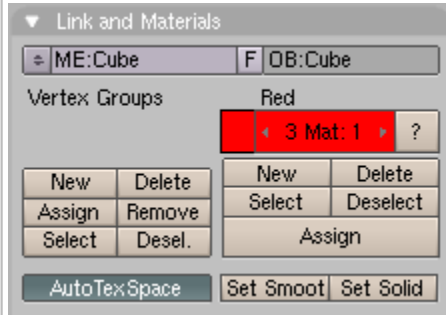 Link and Materials
ME:Cube F OB:Cube
Vertex Groups Red
3 Mat: 1 ?
New Delete New Delete
Assign Remove Select Deselect
Select Desel. Assign
AutoTexSpace Set Smoot Set Solid